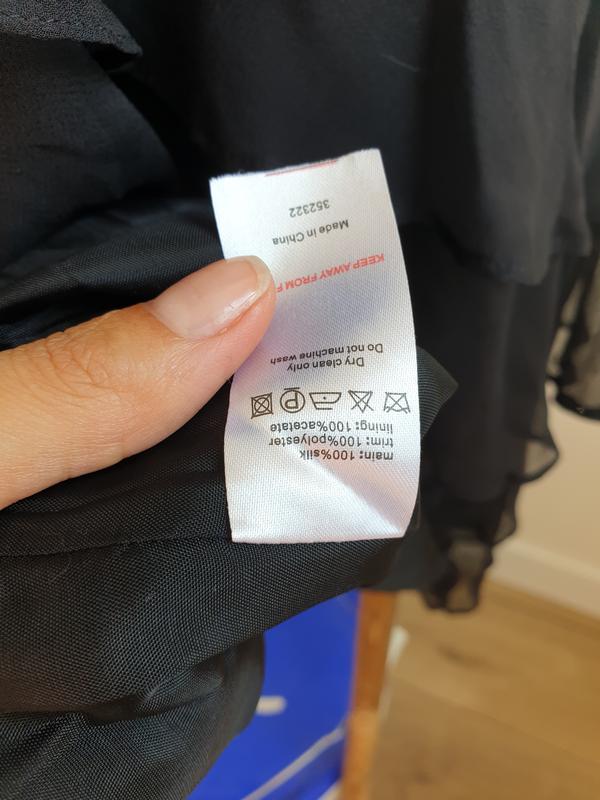 main: 100%silk
trim: 100%polyester
lining: 100%acetate
P
Dry clean only
Do not machine wash
KEEP AWAY FROM
Made in China
352322